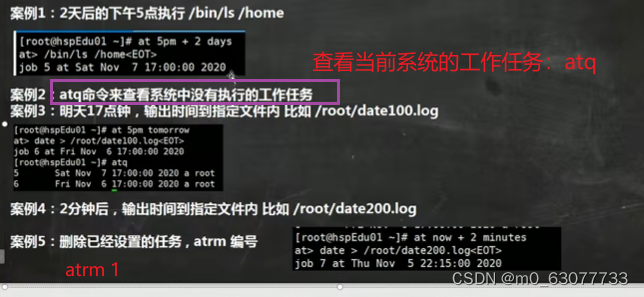 案例1：2天后的下午5点执行 /bin/ls /home
[root@hspEdu01 ~]# at 5pm + 2 days
at> /bin/ls /home<EOT>
job 5 at Sat Nov  7 17:00:00 2020
查看当前系统的工作任务：atq
案例2：atq命令来查看系统中没有执行的工作任务
案例3：明天17点钟，输出时间到指定文件内 比如 /root/date100.log
[root@hspEdu01 ~]# at 5pm tomorrow
at> date > /root/date100.log<EOT>
job 6 at Fri Nov  6 17:00:00 2020
[root@hspEdu01 ~]# atq
5       Sat Nov  7 17:00:00 2020 a root
6       Fri Nov  6 17:00:00 2020 a root
案例4：2分钟后，输出时间到指定文件内 比如 /root/date200.log
案例5：删除已经设置的任务，atrm 编号
[root@hspEdu01 ~]# at now + 2 minutes
at> date > /root/date200.log<EOT>
job 7 at Thu Nov  5 22:15:00 2020
atrm 1
CSDN @m0_63077733